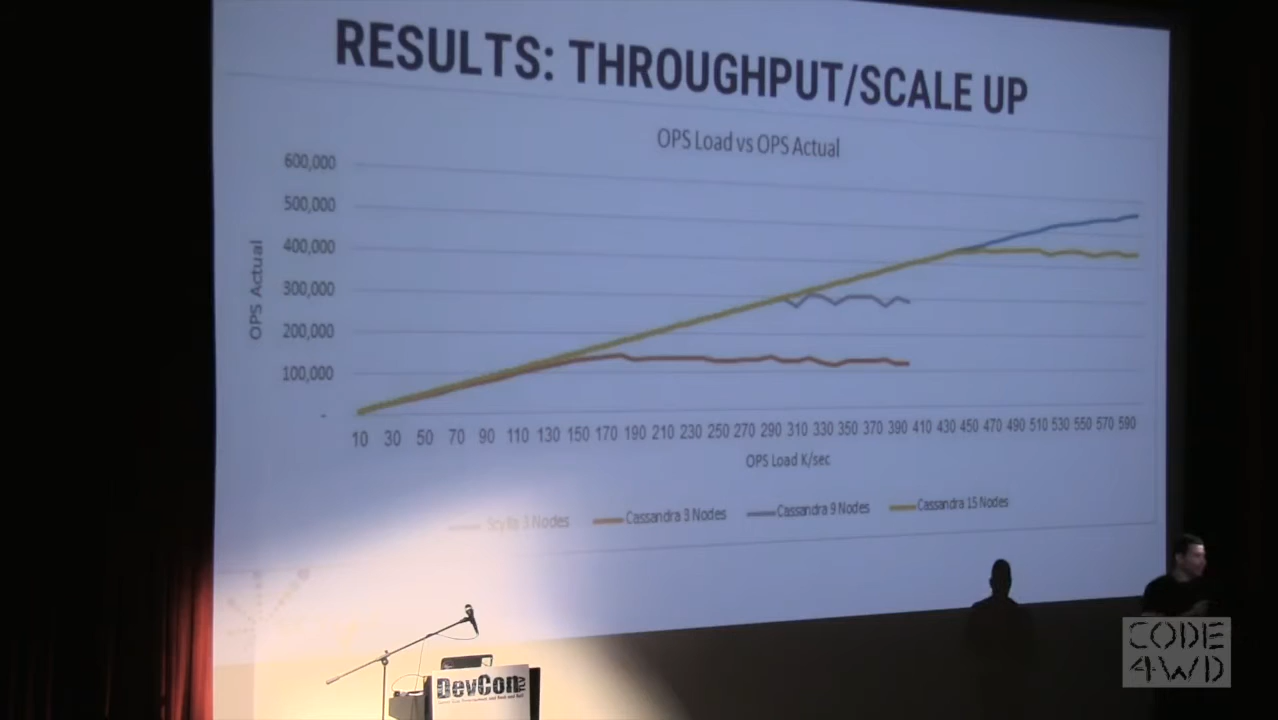 RESULTS: THROUGHPUT/SCALE UP
OPS Load vs OPS Actual
600,000
500,000
400,000
300,000
200,000
100,000
-
OPS Actual
10 30 50 70 90 110 130 150 170 190 210 230 250 270 290 310 330 350 370 390 410 430 450 470 490 510 530 550 570 590
OPS Load K/sec
Scylla 3 Nodes Cassandra 3 Nodes Cassandra 9 Nodes Cassandra 15 Nodes
DevCon
CODE
4WD